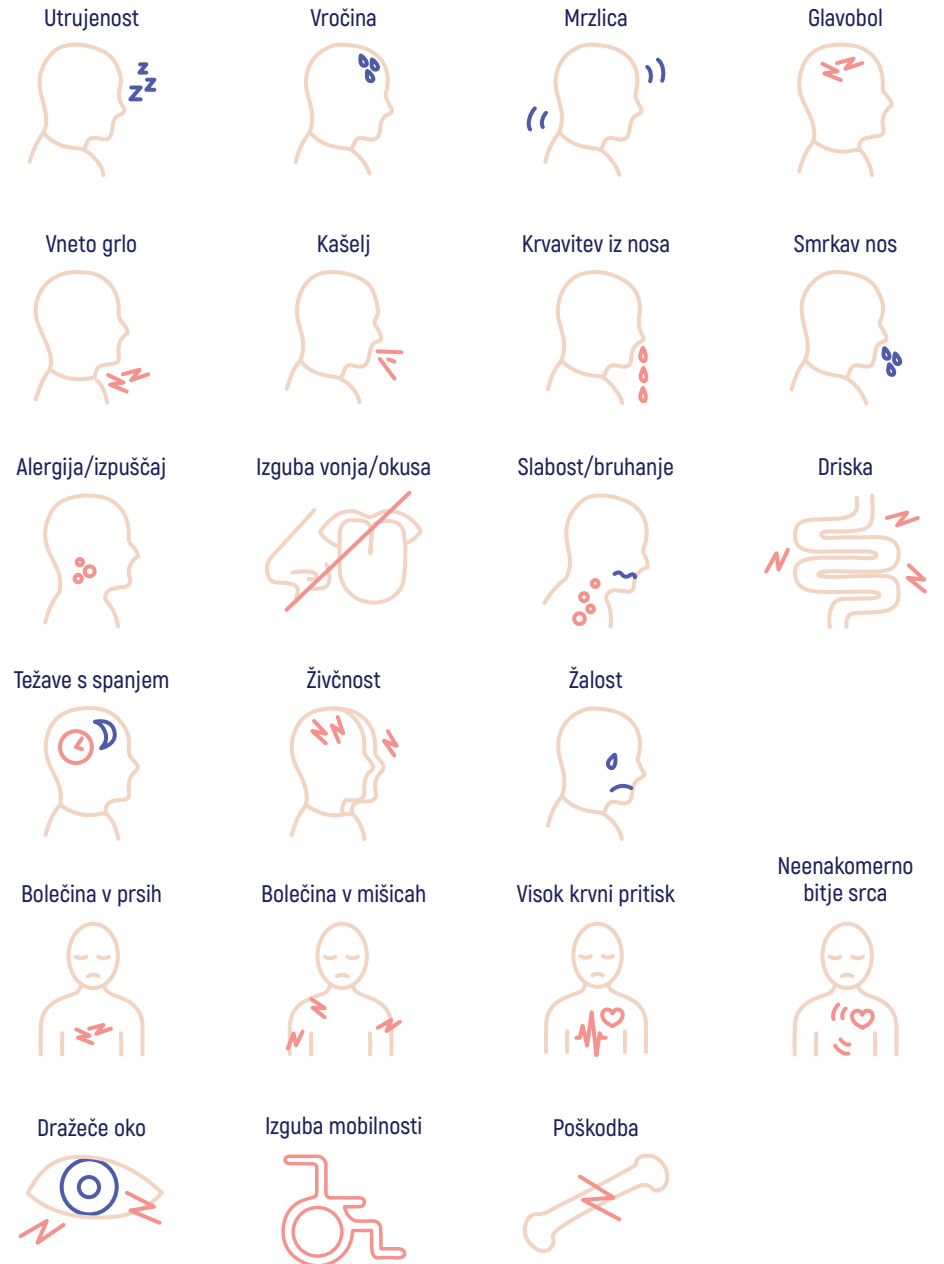 Utrujenost
Vročina
Mrzlica
Glavobol
Vneto grlo
Kašelj
Krvavitev iz nosa
Smrkav nos
Alergija/izpuščaj
Izguba vonja/okusa
Slabost/bruhanje
Driska
Težave s spanjem
Živčnost
Žalost
Bolečina v prsih
Bolečina v mišicah
Visok krvni pritisk
Neenakomerno
bitje srca
Dražeče oko
Izguba mobilnosti
Poškodba